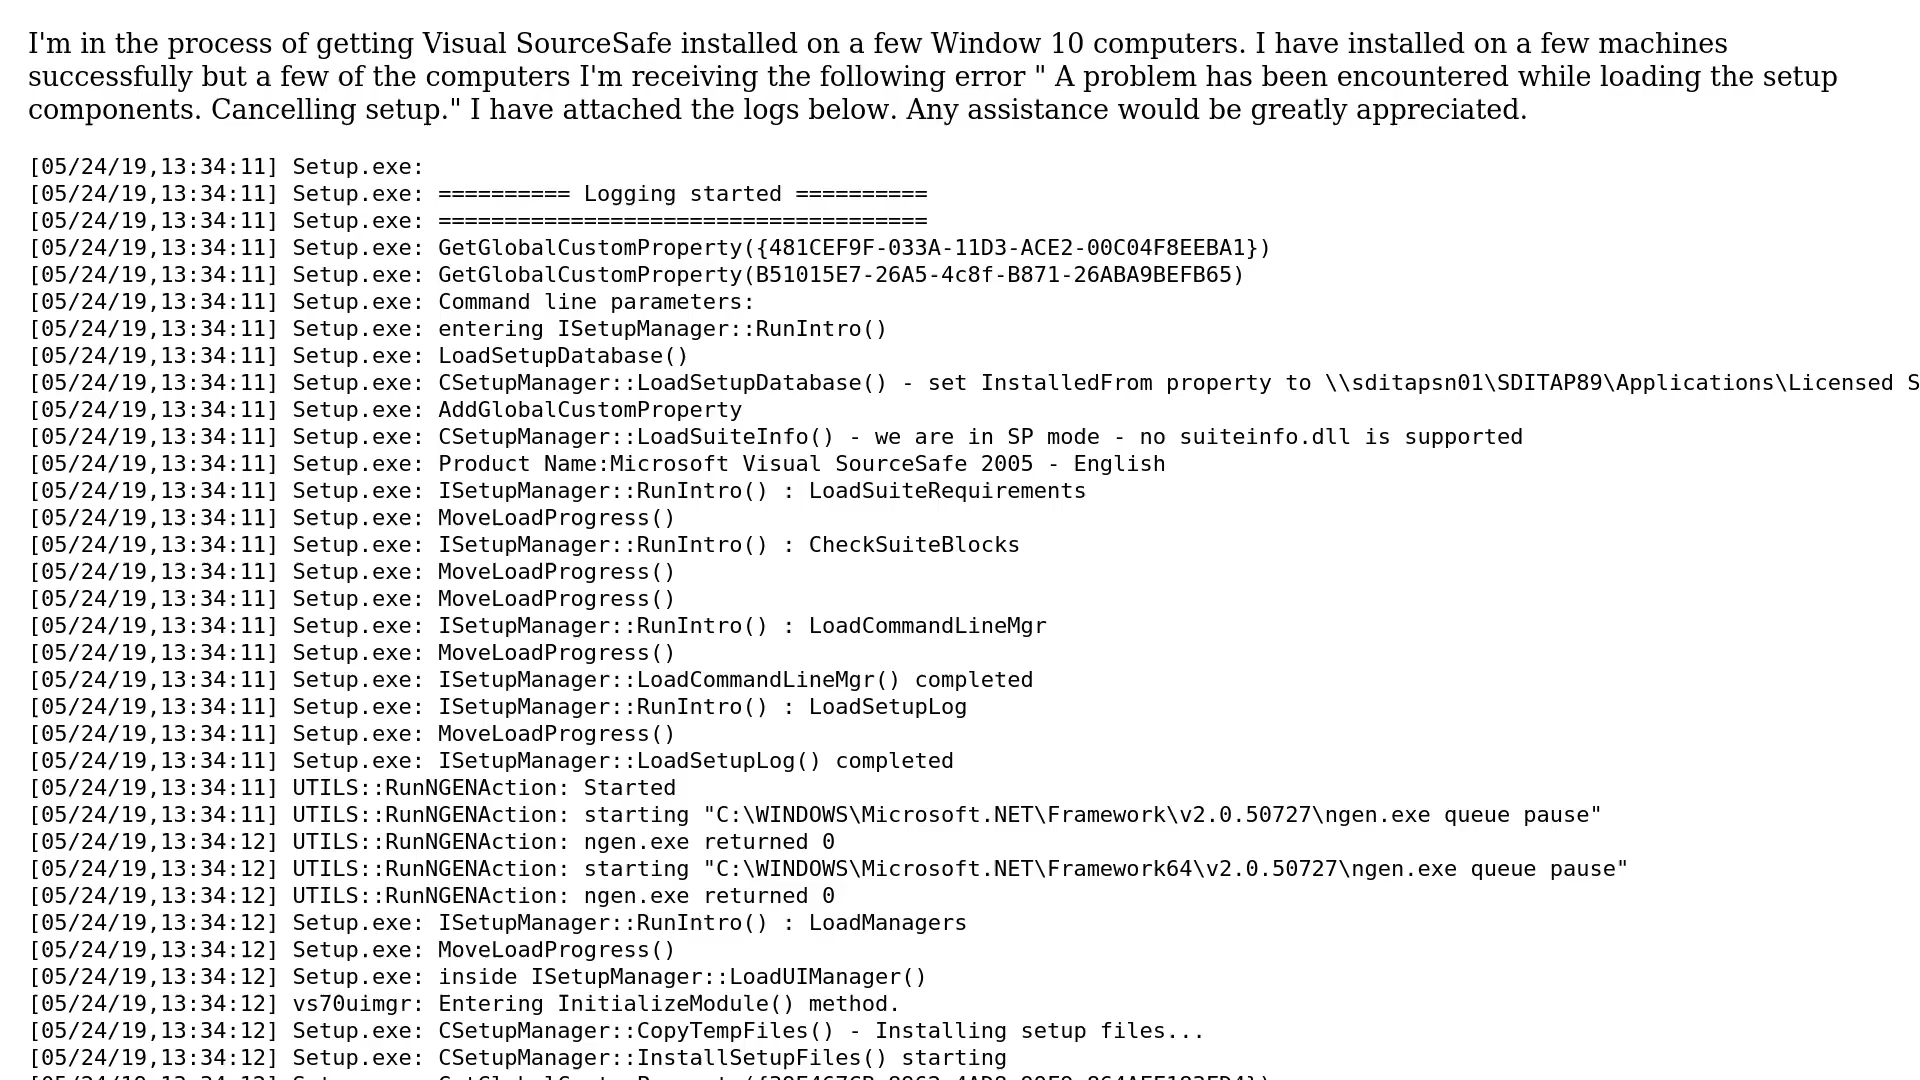 I'm in the process of getting Visual SourceSafe installed on a few Window 10 computers. I have installed on a few machines
successfully but a few of the computers I'm receiving the following error " A problem has been encountered while loading the setup
components. Cancelling setup." I have attached the logs below. Any assistance would be greatly appreciated.
[05/24/19,13:34:11] Setup.exe:
[05/24/19,13:34:11] Setup.exe: ========== Logging started ==========
[05/24/19,13:34:11] Setup.exe: =====================================
[05/24/19,13:34:11] Setup.exe: GetGlobalCustomProperty({481CEF9F-033A-11D3-ACE2-00C04F8EEBA1})
[05/24/19,13:34:11] Setup.exe: GetGlobalCustomProperty(B51015E7-26A5-4c8f-B871-26ABA9BEFB65)
[05/24/19,13:34:11] Setup.exe: Command line parameters:
[05/24/19,13:34:11] Setup.exe: entering ISetupManager::RunIntro()
[05/24/19,13:34:11] Setup.exe: LoadSetupDatabase()
[05/24/19,13:34:11] Setup.exe: CSetupManager::LoadSetupDatabase() - set InstalledFrom property to \\sditapsn01\SDITAP89\Applications\Licensed S
[05/24/19,13:34:11] Setup.exe: AddGlobalCustomProperty
[05/24/19,13:34:11] Setup.exe: CSetupManager::LoadSuiteInfo() - we are in SP mode - no suiteinfo.dll is supported
[05/24/19,13:34:11] Setup.exe: Product Name:Microsoft Visual SourceSafe 2005 - English
[05/24/19,13:34:11] Setup.exe: ISetupManager::RunIntro() : LoadSuiteRequirements
[05/24/19,13:34:11] Setup.exe: MoveLoadProgress()
[05/24/19,13:34:11] Setup.exe: ISetupManager::RunIntro() : CheckSuiteBlocks
[05/24/19,13:34:11] Setup.exe: MoveLoadProgress()
[05/24/19,13:34:11] Setup.exe: MoveLoadProgress()
[05/24/19,13:34:11] Setup.exe: ISetupManager::RunIntro() : LoadCommandLineMgr
[05/24/19,13:34:11] Setup.exe: MoveLoadProgress()
[05/24/19,13:34:11] Setup.exe: ISetupManager::LoadCommandLineMgr() completed
[05/24/19,13:34:11] Setup.exe: ISetupManager::RunIntro() : LoadSetupLog
[05/24/19,13:34:11] Setup.exe: MoveLoadProgress()
[05/24/19,13:34:11] Setup.exe: ISetupManager::LoadSetupLog() completed
[05/24/19,13:34:11] UTILS::RunNGENAction: Started
[05/24/19,13:34:11] UTILS::RunNGENAction: starting "C:\WINDOWS\Microsoft.NET\Framework\v2.0.50727\ngen.exe queue pause"
[05/24/19,13:34:12] UTILS::RunNGENAction: ngen.exe returned 0
[05/24/19,13:34:12] UTILS::RunNGENAction: starting "C:\WINDOWS\Microsoft.NET\Framework64\v2.0.50727\ngen.exe queue pause"
[05/24/19,13:34:12] UTILS::RunNGENAction: ngen.exe returned 0
[05/24/19,13:34:12] Setup.exe: ISetupManager::RunIntro() : LoadManagers
[05/24/19,13:34:12] Setup.exe: MoveLoadProgress()
[05/24/19,13:34:12] Setup.exe: inside ISetupManager::LoadUIManager()
[05/24/19,13:34:12] vs70uimgr: Entering InitializeModule() method.
[05/24/19,13:34:12] Setup.exe: CSetupManager::CopyTempFiles() - Installing setup files...
[05/24/19,13:34:12] Setup.exe: CSetupManager::InstallSetupFiles() starting